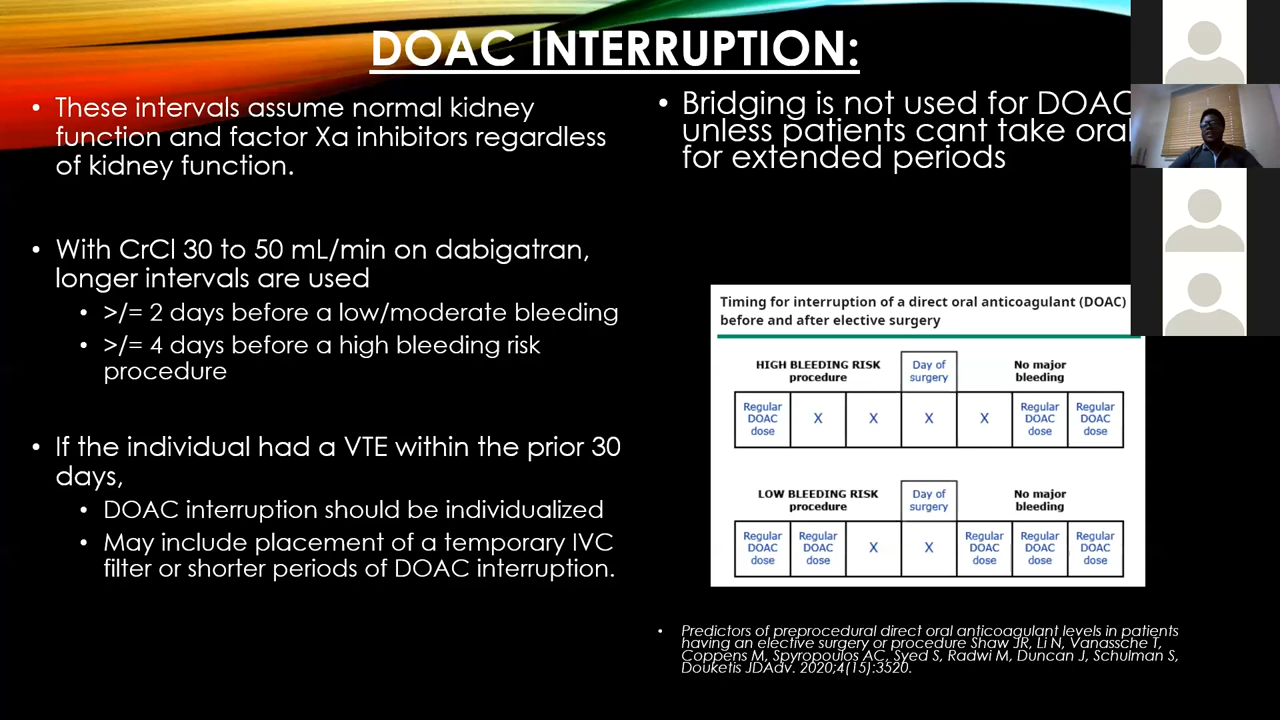 DOAC INTERRUPTION:
• These intervals assume normal kidney
function and factor Xa inhibitors regardless
of kidney function.
• With CrCl 30 to 50 mL/min on dabigatran,
longer intervals are used
• >/= 2 days before a low/moderate bleeding
• >/= 4 days before a high bleeding risk
procedure
• If the individual had a VTE within the prior 30
days,
• DOAC interruption should be individualized
• May include placement of a temporary IVC
filter or shorter periods of DOAC interruption.
• Bridging is not used for DOAC
unless patients cant take oral
for extended periods
Timing for interruption of a direct oral anticoagulant (DOAC)
before and after elective surgery
HIGH BLEEDING RISK
procedure
Day of
surgery
No major
bleeding
Regular
DOAC
dose
X
X
X
X
Regular
DOAC
dose
Regular
DOAC
dose
LOW BLEEDING RISK
procedure
Day of
surgery
No major
bleeding
Regular
DOAC
dose
Regular
DOAC
dose
X
X
Regular
DOAC
dose
Regular
DOAC
dose
Regular
DOAC
dose
• Predictors of preprocedural direct oral anticoagulant levels in patients
having an elective surgery or procedure Shaw JR, Li N, Vanassche T,
Coppens M, Spyropoulos AC, Syed S, Radwi M, Duncan J, Schulman S,
Douketis JDAdv. 2020;4(15):3520.